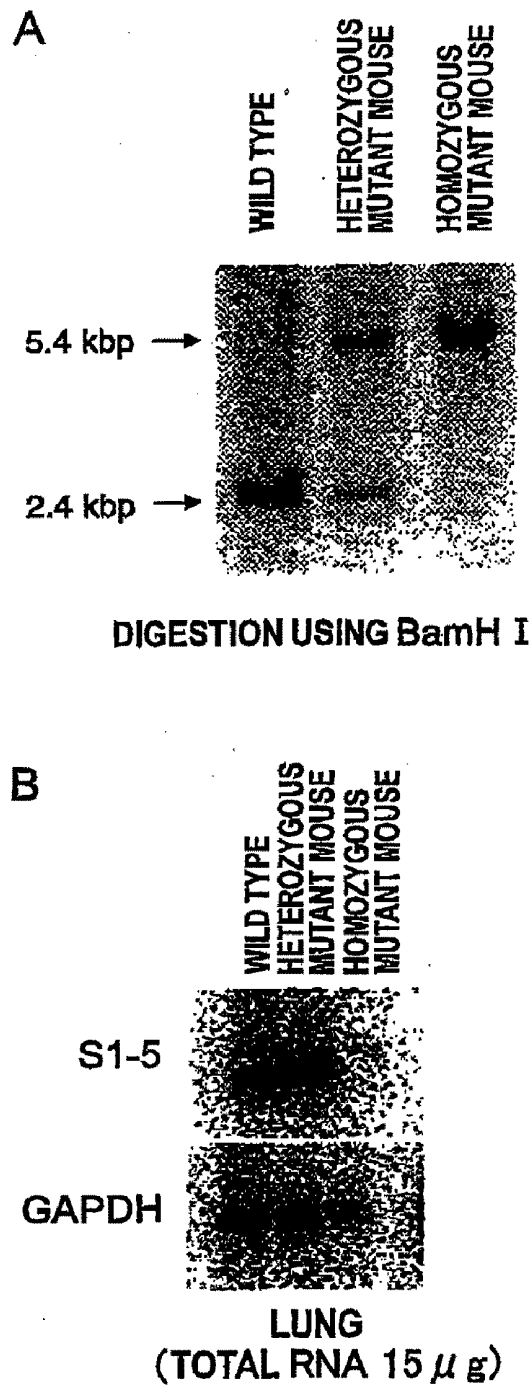 A
WILD TYPE
HETEROZYGOUS
MUTANT MOUSE
HOMOZYGOUS
MUTANT MOUSE
5.4 kbp
2.4 kbp
DIGESTION USING BamH I
B
WILD TYPE
HETEROZYGOUS
MUTANT MOUSE
HOMOZYGOUS
MUTANT MOUSE
S1-5
GAPDH
LUNG
(TOTAL RNA 15 μg)